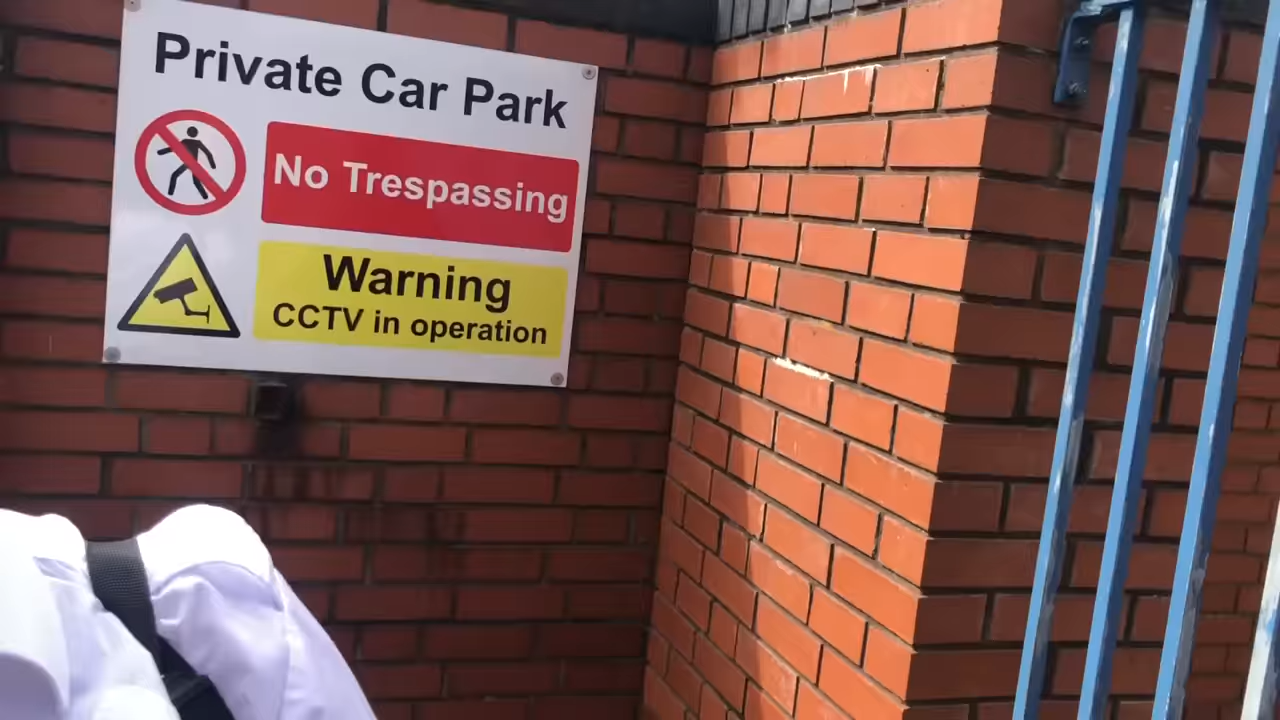 Private Car Park
No Trespassing
Warning
CCTV in operation